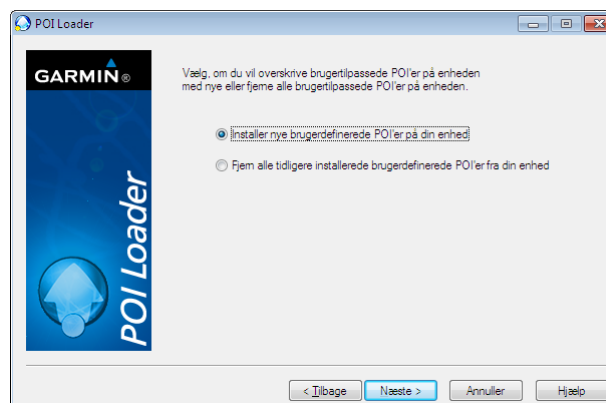 POI Loader
GARMIN®
POI Loader
Vælg, om du vil overskrive brugertilpassede POI'er på enheden
med nye eller fjerne alle brugertilpassede POI'er på enheden.
Installer nye brugerdefinerede POI'er på din enhed
Fjern alle tidligere installerede brugerdefinerede POI'er fra din enhed
< Tilbage
Næste >
Annuller
Hjælp